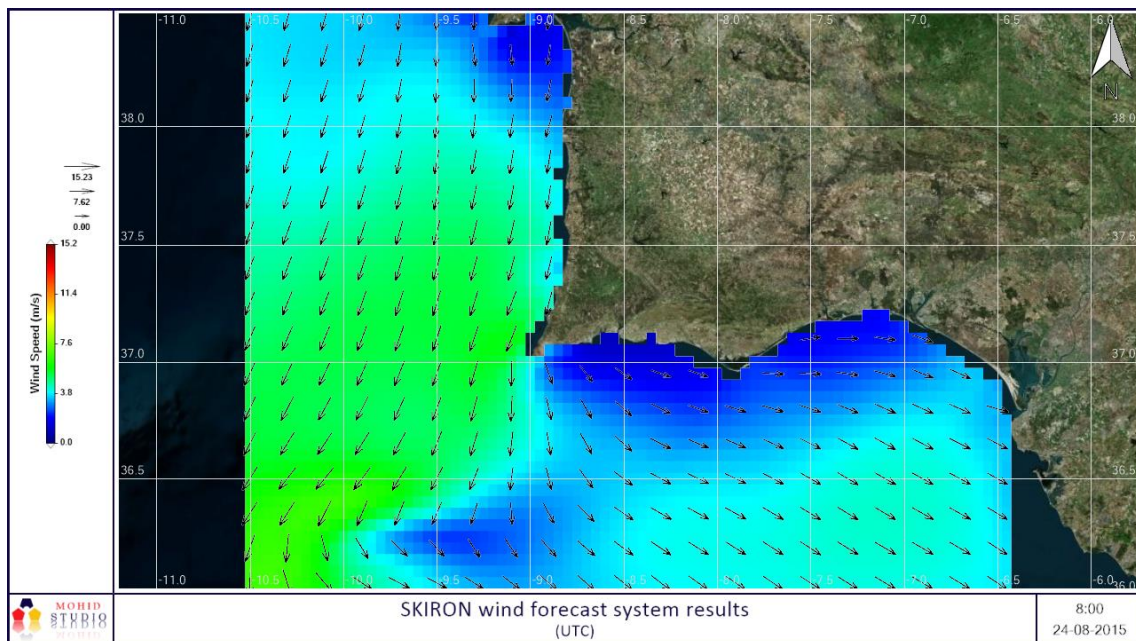 -11.0 -10.5 -10.0 -9.5 -9.0 -8.5 -8.0 -7.5 -7.0 -6.5 -6.0
N
38.0 38.0
15.23
7.62
0.00
37.5 37.5
15.2
11.4
7.6
3.8
0.0
Wind Speed (m/s)
37.0 37.0
36.5 36.5
36.0
-11.0 -10.5 -10.0 -9.5 -9.0 -8.5 -8.0 -7.5 -7.0 -6.5 -6.0
MOHID
STUDIO
SKIRON wind forecast system results
(UTC)
8:00
24-08-2015